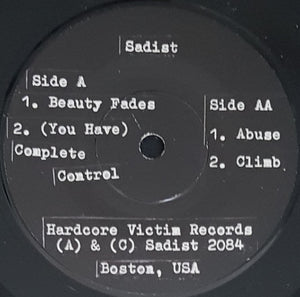 Sadist
Side A
1. Beauty Fades
2. (You Have)
Complete
Control
Side AA
1. Abuse
2. Climb
Hardcore Victim Records
(A) & (C) Sadist 2084
Boston, USA